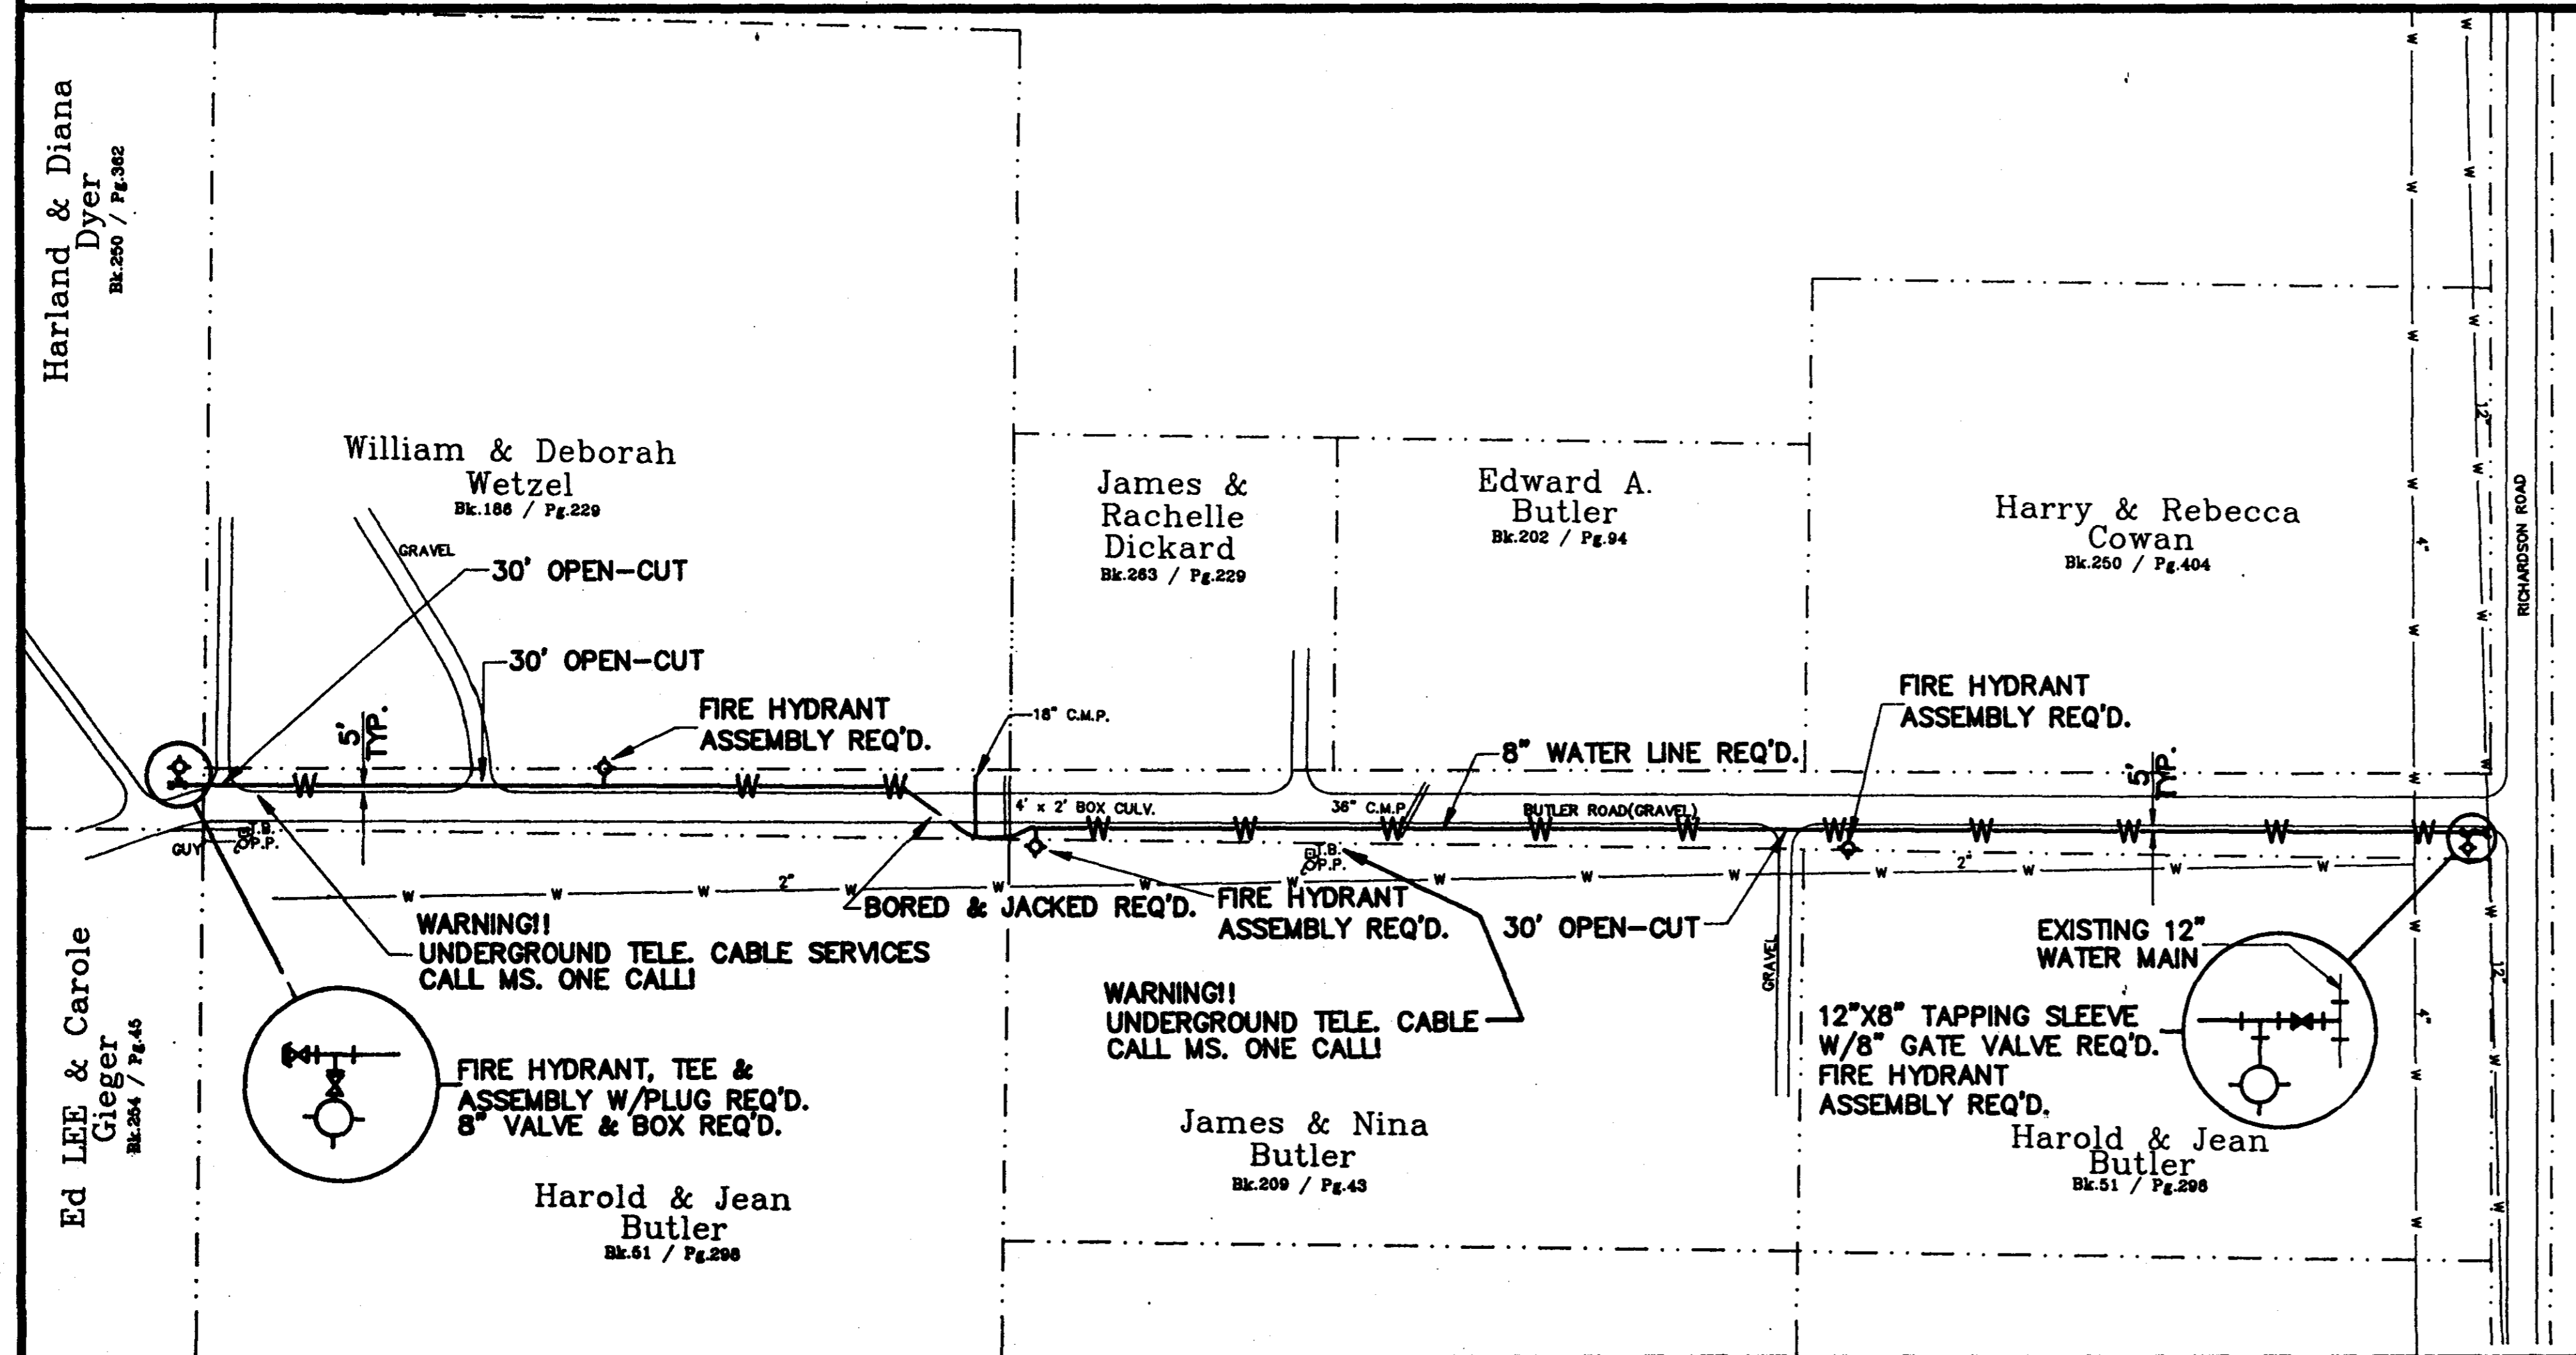 Harland & Diana
Dyer
Bk.250 / Pg.362
William & Deborah
Wetzel
Bk.186 / Pg.229
GRAVEL
30' OPEN-CUT
30' OPEN-CUT
5'
TYP.
FIRE HYDRANT
ASSEMBLY REQ'D.
18" C.M.P.
James &
Rachelle
Dickard
Bk.263 / Pg.229
Edward A.
Butler
Bk.202 / Pg.94
Harry & Rebecca
Cowan
Bk.250 / Pg.404
4"
12"
RICHARDSON ROAD
FIRE HYDRANT
ASSEMBLY REQ'D.
8" WATER LINE REQ'D.
5'
TYP.
4' x 2' BOX CULV.
36" C.M.P.
BUTLER ROAD(GRAVEL)
W W W W W W W W W W W W W
GUY
T.B.
P.P.
T.B.
P.P.
2"
2"
W W W W W W W W W W W W W W
BORED & JACKED REQ'D.
FIRE HYDRANT
ASSEMBLY REQ'D.
30' OPEN-CUT
GRAVEL
WARNING!!
UNDERGROUND TELE. CABLE SERVICES
CALL MS. ONE CALL!
WARNING!!
UNDERGROUND TELE. CABLE
CALL MS. ONE CALL!
EXISTING 12"
WATER MAIN
12"X8" TAPPING SLEEVE
W/8" GATE VALVE REQ'D.
FIRE HYDRANT
ASSEMBLY REQ'D.
4"
12"
FIRE HYDRANT, TEE &
ASSEMBLY W/PLUG REQ'D.
8" VALVE & BOX REQ'D.
Ed LEE & Carole
Gieger
Bk.254 / Pg.45
Harold & Jean
Butler
Bk.51 / Pg.298
James & Nina
Butler
Bk.209 / Pg.43
Harold & Jean
Butler
Bk.51 / Pg.298